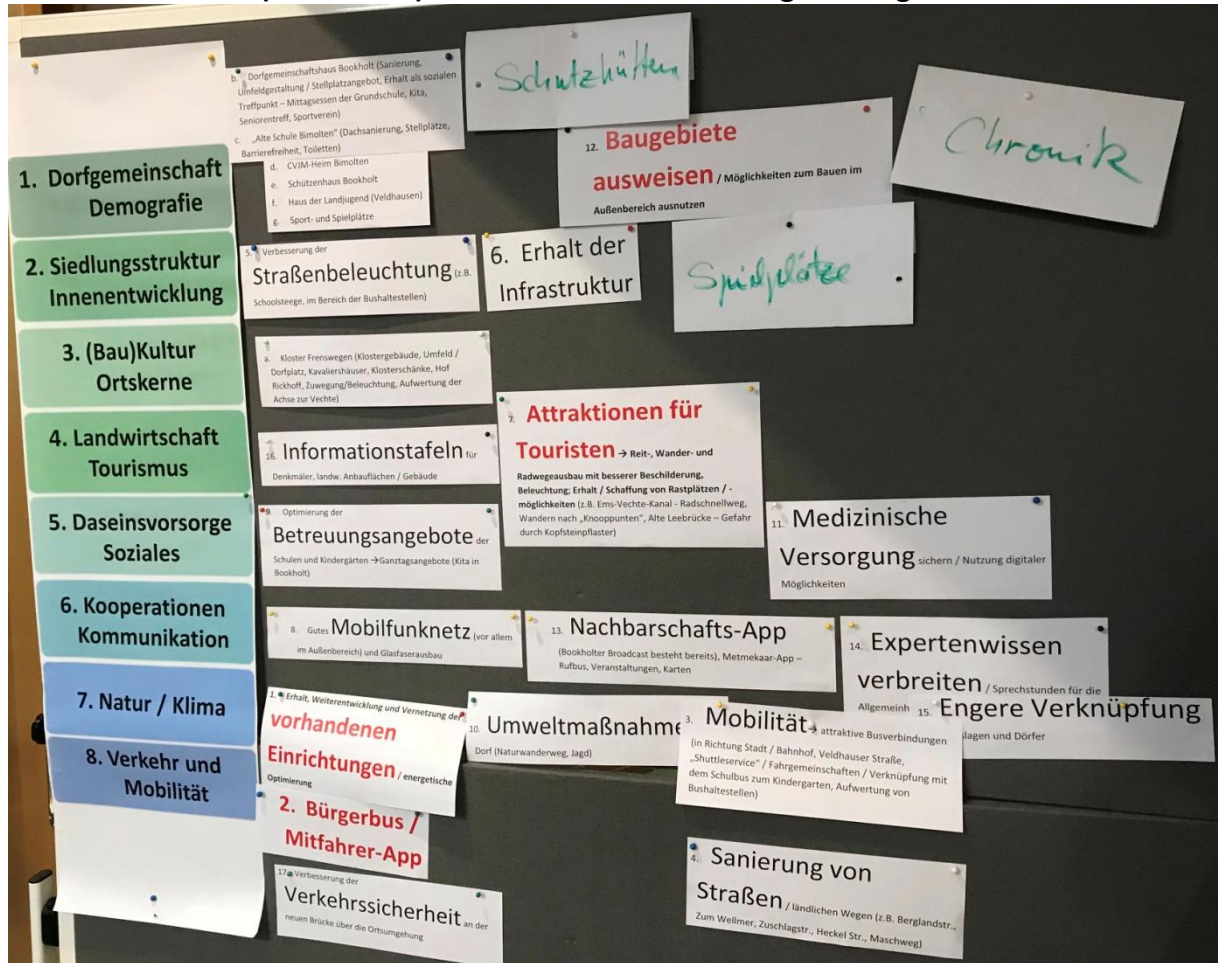 1. Dorfgemeinschaft
Demografie
2. Siedlungsstruktur
Innenentwicklung
3. (Bau)Kultur
Ortskerne
4. Landwirtschaft
Tourismus
5. Daseinsvorsorge
Soziales
6. Kooperationen
Kommunikation
7. Natur / Klima
8. Verkehr und
Mobilität
b. Dorfgemeinschaftshaus Bookholt (Sanierung,
Umfeldgestaltung / Stellplatzangebot, Erhalt als sozialen
Treffpunkt – Mittagsessen der Grundschule, Kita,
Seniorentreff, Sportverein)
c. „Alte Schule Bimolten" (Dachsanierung, Stellplätze,
Barrierefreiheit, Toiletten)
d. CVJM-Heim Bimolten
e. Schützenhaus Bookholt
f. Haus der Landjugend (Veldhausen)
g. Sport- und Spielplätze
Schutzhütten
12. Baugebiete
ausweisen / Möglichkeiten zum Bauen im
Außenbereich ausnutzen
Chronik
5. Verbesserung der
Straßenbeleuchtung (z.B.
Schoolsteege, im Bereich der Bushaltestellen)
6. Erhalt der
Infrastruktur
Spielplätze
a. Kloster Frenswegen (Klostergebäude, Umfeld /
Dorfplatz, Kavaliershäuser, Klosterschänke, Hof
Rickhoff, Zuwegung/Beleuchtung, Aufwertung der
Achse zur Vechte)
16. Informationstafeln für
Denkmäler, landw. Anbauflächen / Gebäude
7. Attraktionen für
Touristen → Reit-, Wander- und
Radwegeausbau mit besserer Beschilderung,
Beleuchtung; Erhalt / Schaffung von Rastplätzen / -
möglichkeiten (z.B. Ems-Vechte-Kanal - Radschnellweg,
Wandern nach „Knooppunten", Alte Leebrücke – Gefahr
durch Kopfsteinpflaster)
9. Optimierung der
Betreuungsangebote der
Schulen und Kindergärten →Ganztagsangebote (Kita in
Bookholt)
11. Medizinische
Versorgung sichern / Nutzung digitaler
Möglichkeiten
8. Gutes Mobilfunknetz (vor allem
im Außenbereich) und Glasfaserausbau
13. Nachbarschafts-App
(Bookholter Broadcast besteht bereits), Metmekaar-App –
Rufbus, Veranstaltungen, Karten
14. Expertenwissen
verbreiten / Sprechstunden für die
Allgemeinh
15. Engere Verknüpfung
lagen und Dörfer
1. Erhalt, Weiterentwicklung und Vernetzung der
vorhandenen
Einrichtungen / energetische
Optimierung
10. Umweltmaßnahme
Dorf (Naturwanderweg, Jagd)
3. Mobilität→ attraktive Busverbindungen
(in Richtung Stadt / Bahnhof, Veldhauser Straße,
„Shuttleservice" / Fahrgemeinschaften / Verknüpfung mit
dem Schulbus zum Kindergarten, Aufwertung von
Bushaltestellen)
2. Bürgerbus /
Mitfahrer-App
17. Verbesserung der
Verkehrssicherheit an der
neuen Brücke über die Ortsumgehung
4. Sanierung von
Straßen / ländlichen Wegen (z.B. Berglandstr.,
Zum Wellmer, Zuschlagstr., Heckel Str., Maschweg)